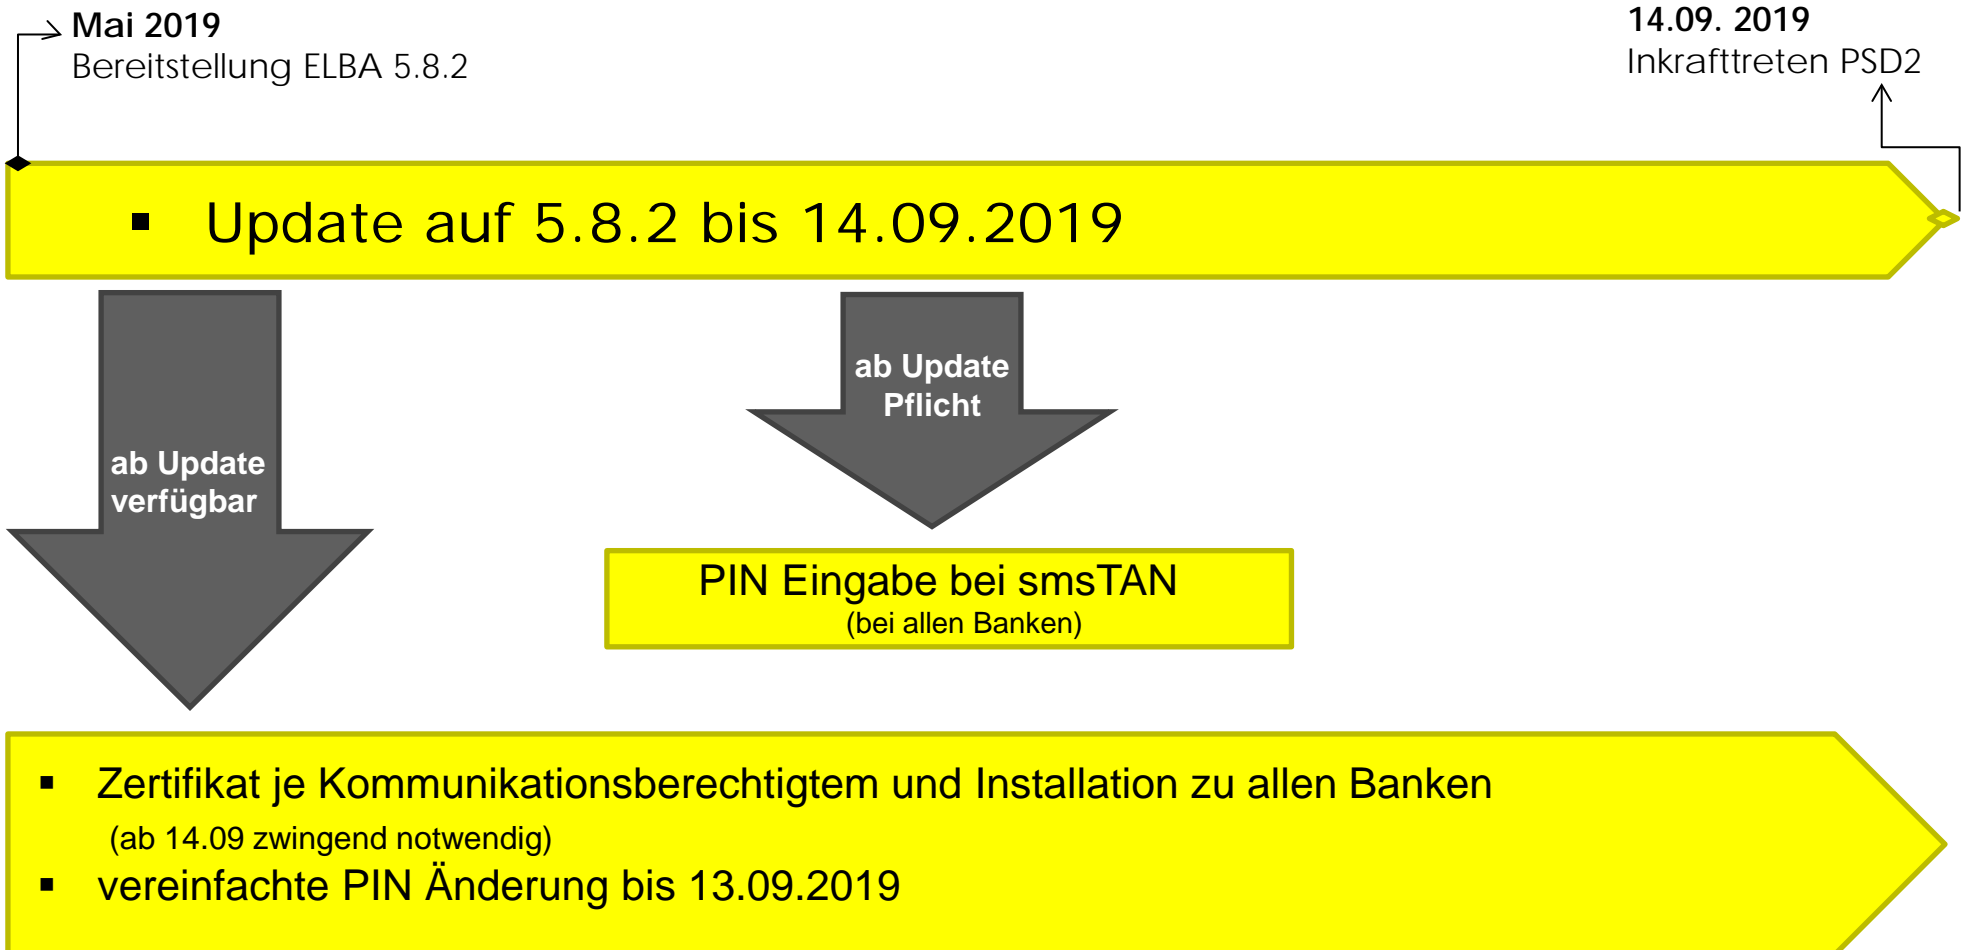 Mai 2019
Bereitstellung ELBA 5.8.2
14.09. 2019
Inkrafttreten PSD2
▪ Update auf 5.8.2 bis 14.09.2019
ab Update
verfügbar
ab Update
Pflicht
PIN Eingabe bei smsTAN
(bei allen Banken)
▪ Zertifikat je Kommunikationsberechtigtem und Installation zu allen Banken
(ab 14.09 zwingend notwendig)
▪ vereinfachte PIN Änderung bis 13.09.2019